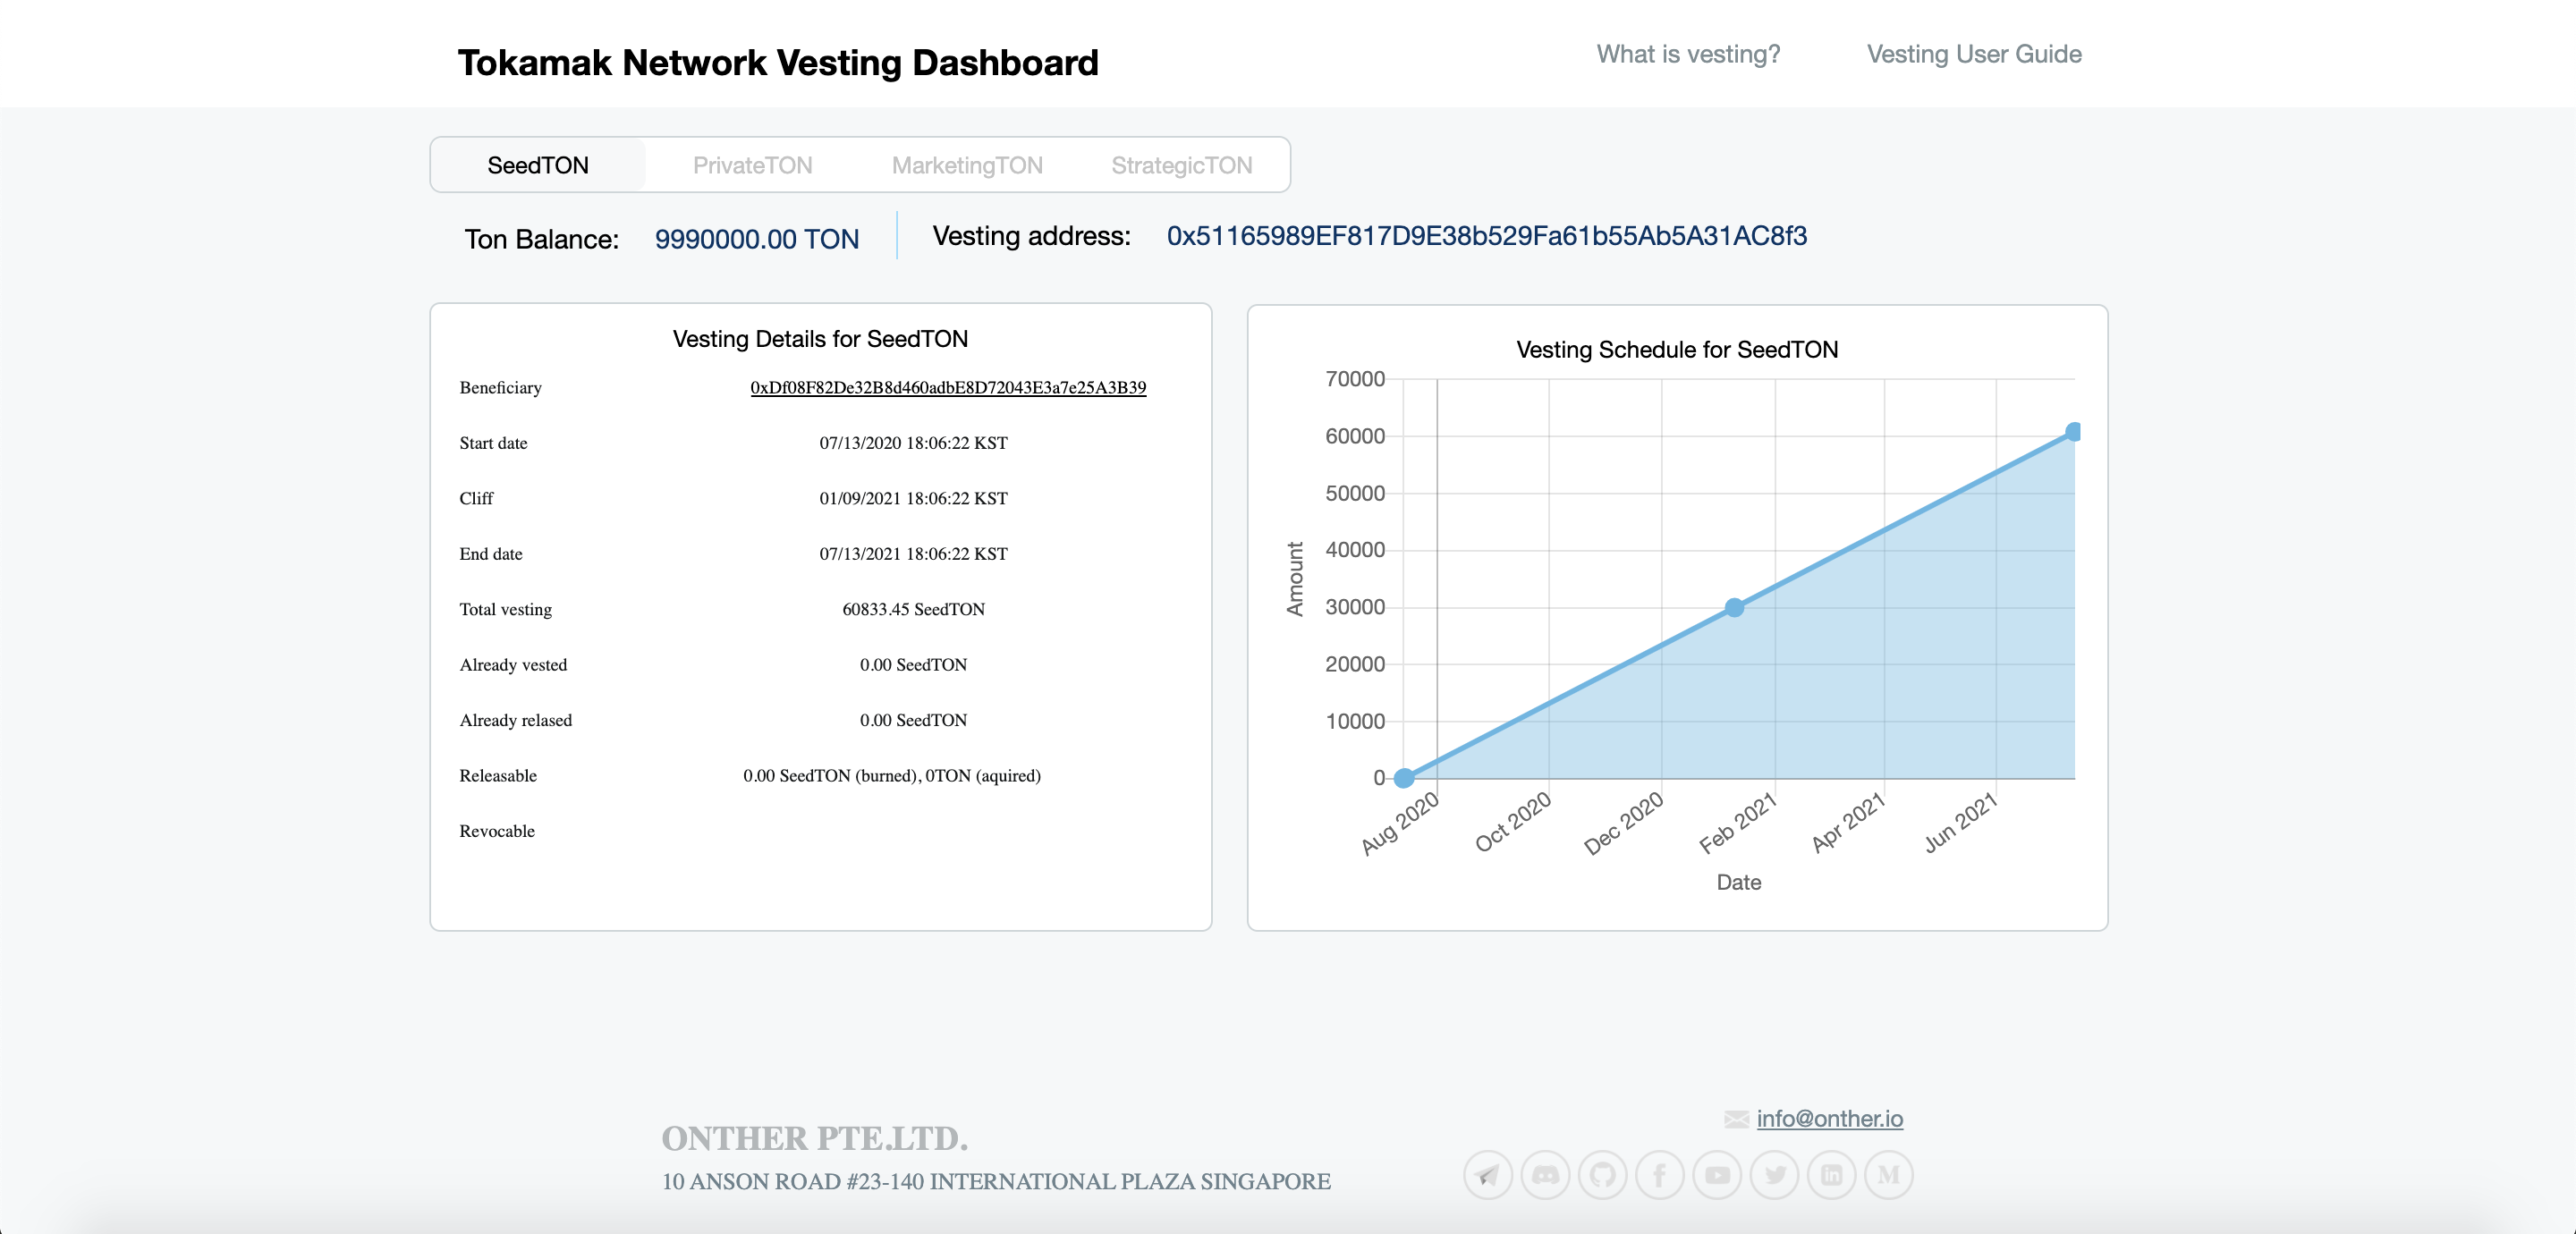 Tokamak Network Vesting Dashboard
What is vesting?
Vesting User Guide
SeedTON
PrivateTON
MarketingTON
StrategicTON
Ton Balance: 9990000.00 TON
Vesting address: 0x51165989EF817D9E38b529Fa61b55Ab5A31AC8f3
Vesting Details for SeedTON
Beneficiary 0xDf08F82De32B8d460adbE8D72043E3a7e25A3B39
Start date 07/13/2020 18:06:22 KST
Cliff 01/09/2021 18:06:22 KST
End date 07/13/2021 18:06:22 KST
Total vesting 60833.45 SeedTON
Already vested 0.00 SeedTON
Already relased 0.00 SeedTON
Releasable 0.00 SeedTON (burned), 0TON (aquired)
Revocable
Vesting Schedule for SeedTON
70000
60000
50000
40000
30000
20000
10000
0
Amount
Aug 2020
Oct 2020
Dec 2020
Feb 2021
Apr 2021
Jun 2021
Date
ONTHER PTE.LTD.
10 ANSON ROAD #23-140 INTERNATIONAL PLAZA SINGAPORE
info@onther.io